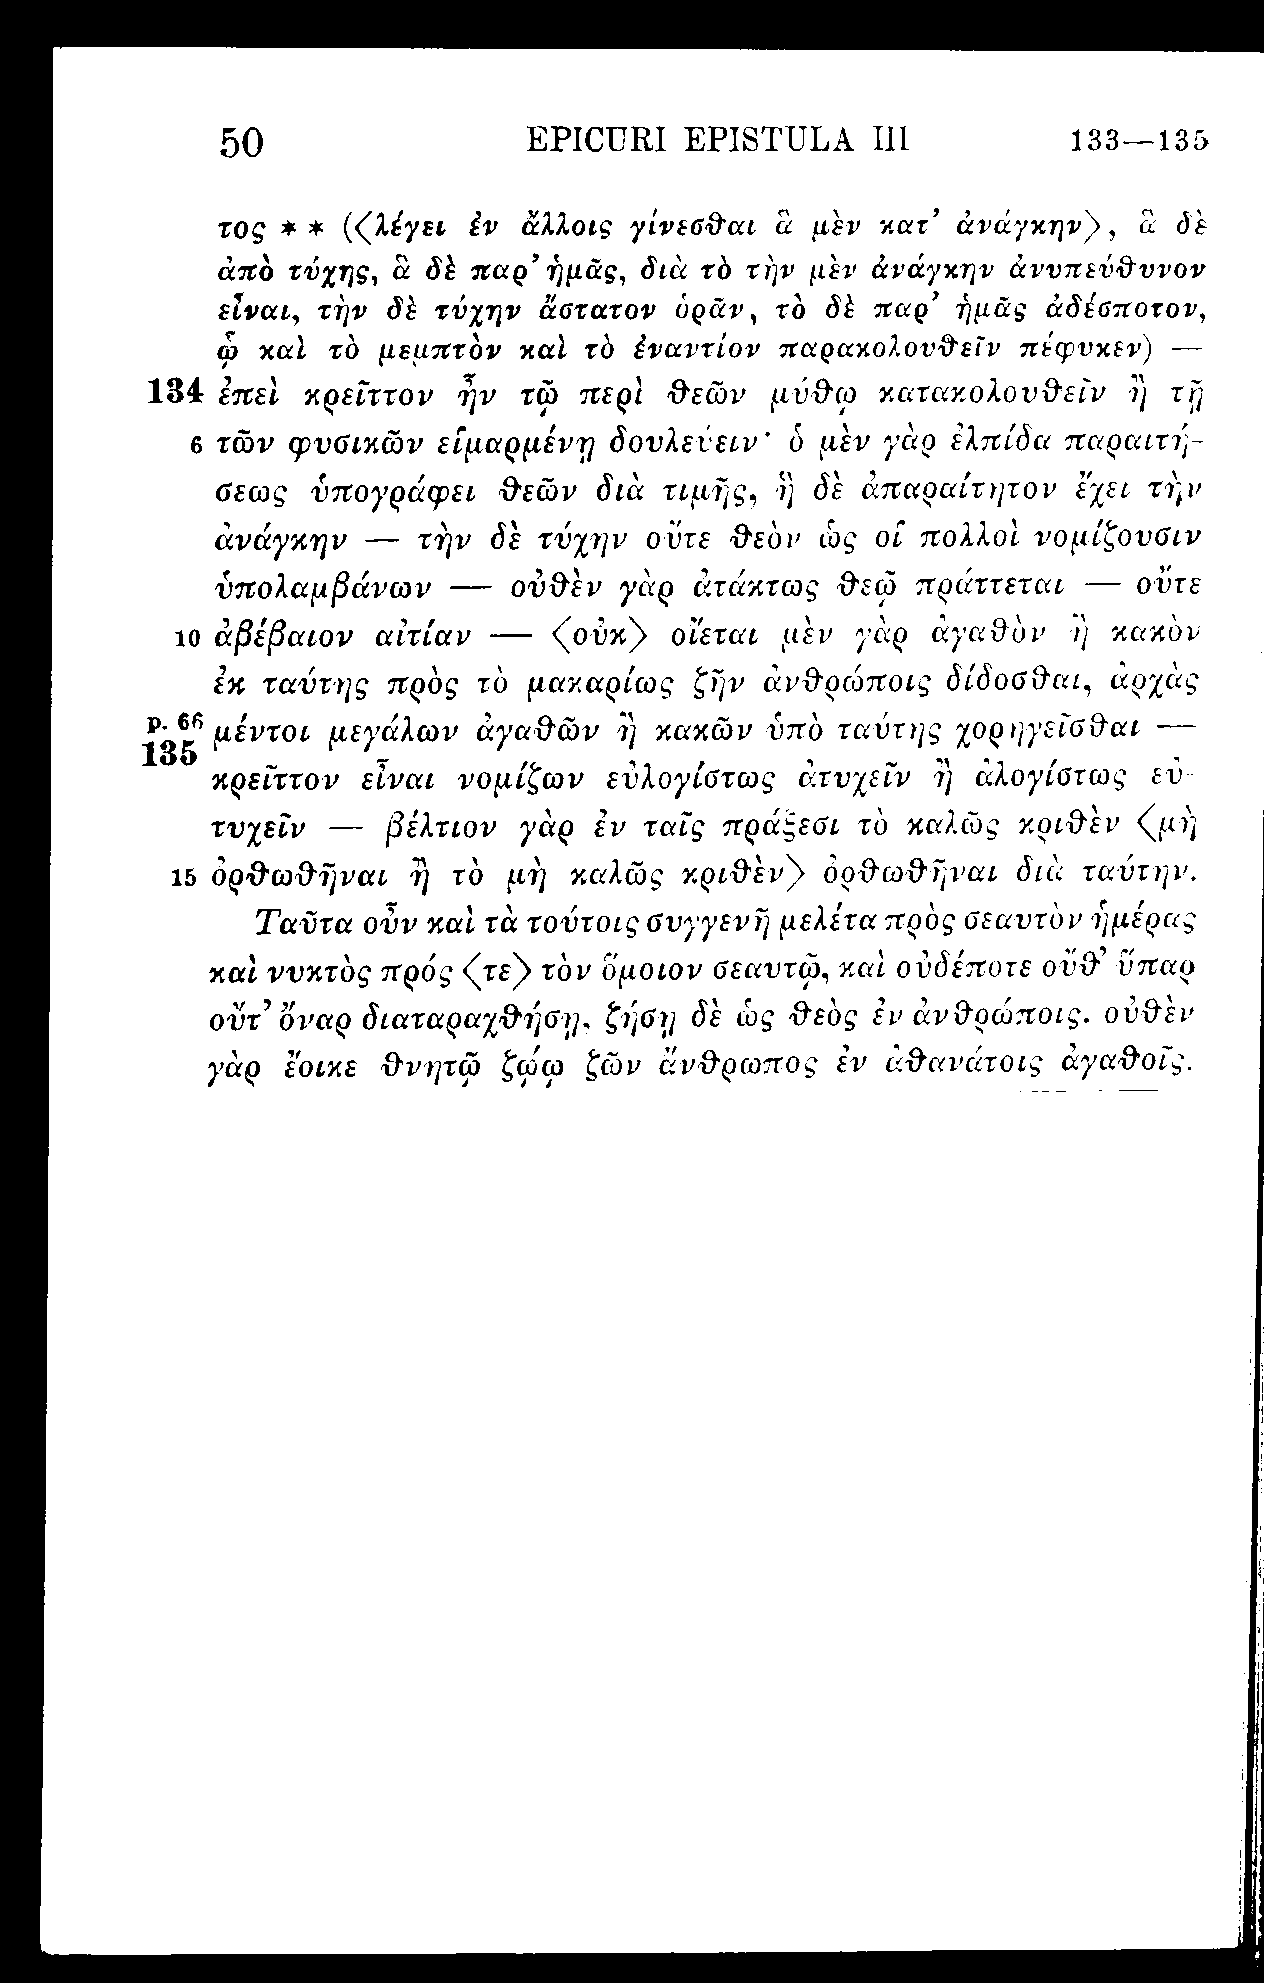 50 EPICURI EPISTULA III 133—135
τος * * (⟨λέγει ἐν ἄλλοις γίνεσθαι ἃ μὲν κατ’ ἀνάγκην⟩, ἃ δὲ
ἀπὸ τύχης, ἃ δὲ παρ’ ἡμᾶς, διὰ τὸ τὴν μὲν ἀνάγκην ἀνυπεύθυνον
εἶναι, τὴν δὲ τύχην ἄστατον ὁρᾶν, τὸ δὲ παρ’ ἡμᾶς ἀδέσποτον,
ᾧ καὶ τὸ μεμπτὸν καὶ τὸ ἐναντίον παρακολουθεῖν πέφυκεν) —
134 ἐπεὶ κρεῖττον ἦν τῷ περὶ θεῶν μύθῳ κατακολουθεῖν ἢ τῇ
6 τῶν φυσικῶν εἱμαρμένῃ δουλεύειν· ὁ μὲν γὰρ ἐλπίδα παραιτή-
σεως ὑπογράφει θεῶν διὰ τιμῆς, ἣ δὲ ἀπαραίτητον ἔχει τὴν
ἀνάγκην — τὴν δὲ τύχην οὔτε θεὸν ὡς οἱ πολλοὶ νομίζουσιν
ὑπολαμβάνων — οὐθὲν γὰρ ἀτάκτως θεῷ πράττεται — οὔτε
10 ἀβέβαιον αἰτίαν — ⟨οὐκ⟩ οἴεται μὲν γὰρ ἀγαθὸν ἢ κακὸν
ἐκ ταύτης πρὸς τὸ μακαρίως ζῆν ἀνθρώποις δίδοσθαι, ἀρχὰς
p. 66 μέντοι μεγάλων ἀγαθῶν ἢ κακῶν ὑπὸ ταύτης χορηγεῖσθαι —
135 κρεῖττον εἶναι νομίζων εὐλογίστως ἀτυχεῖν ἢ ἀλογίστως εὐ-
τυχεῖν — βέλτιον γὰρ ἐν ταῖς πράξεσι τὸ καλῶς κριθὲν ⟨μὴ
15 ὀρθωθῆναι ἢ τὸ μὴ καλῶς κριθὲν⟩ ὀρθωθῆναι διὰ ταύτην.
Ταῦτα οὖν καὶ τὰ τούτοις συγγενῆ μελέτα πρὸς σεαυτὸν ἡμέρας
καὶ νυκτὸς πρός ⟨τε⟩ τὸν ὅμοιον σεαυτῷ, καὶ οὐδέποτε οὔθ’ ὕπαρ
οὔτ’ ὄναρ διαταραχθήσῃ, ζήσῃ δὲ ὡς θεὸς ἐν ἀνθρώποις. οὐθὲν
γὰρ ἔοικε θνητῷ ζῴῳ ζῶν ἄνθρωπος ἐν ἀθανάτοις ἀγαθοῖς.